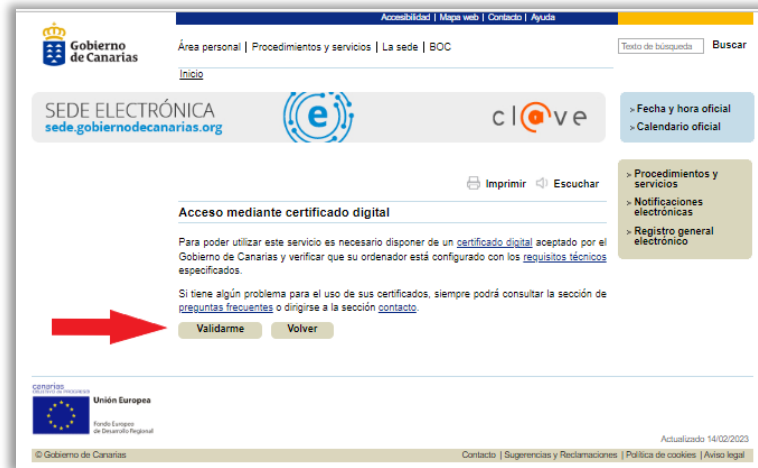 Accesibilidad | Mapa web | Contacto | Ayuda
Gobierno
de Canarias
Área personal | Procedimientos y servicios | La sede | BOC
Texto de búsqueda
Buscar
Inicio
SEDE ELECTRÓNICA
sede.gobiernodecanarias.org
e
cl@ve
> Fecha y hora oficial
> Calendario oficial
Imprimir
Escuchar
> Procedimientos y
servicios
> Notificaciones
electrónicas
> Registro general
electrónico
Acceso mediante certificado digital
Para poder utilizar este servicio es necesario disponer de un certificado digital aceptado por el
Gobierno de Canarias y verificar que su ordenador está configurado con los requisitos técnicos
especificados.
Si tiene algún problema para el uso de sus certificados, siempre podrá consultar la sección de
preguntas frecuentes o dirigirse a la sección contacto.
Validarme
Volver
canarias
Unión Europea
Fondo Europeo
de Desarrollo Regional
Actualizado 14/02/2023
© Gobierno de Canarias
Contacto | Sugerencias y Reclamaciones | Política de cookies | Aviso legal